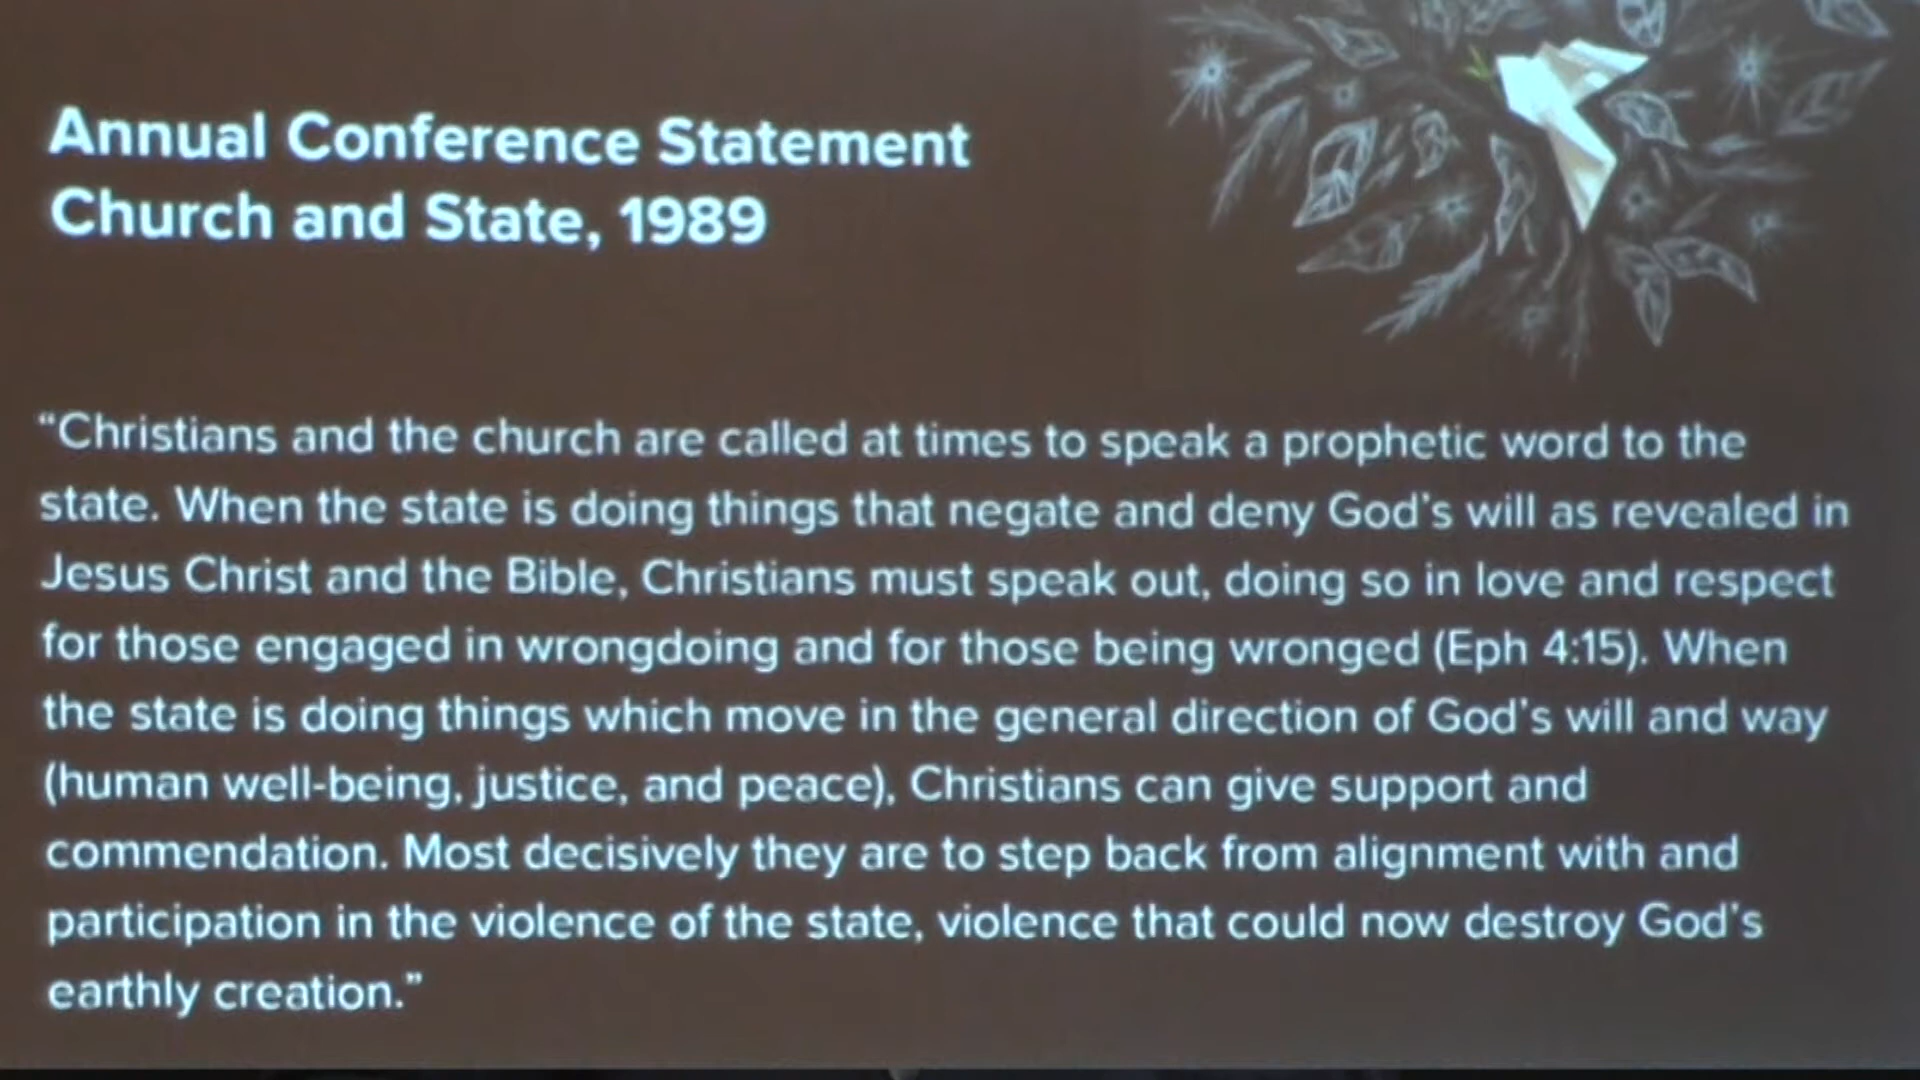 Annual Conference Statement
Church and State, 1989
“Christians and the church are called at times to speak a prophetic word to the
state. When the state is doing things that negate and deny God’s will as revealed in
Jesus Christ and the Bible, Christians must speak out, doing so in love and respect
for those engaged in wrongdoing and for those being wronged (Eph 4:15). When
the state is doing things which move in the general direction of God’s will and way
(human well-being, justice, and peace), Christians can give support and
commendation. Most decisively they are to step back from alignment with and
participation in the violence of the state, violence that could now destroy God’s
earthly creation.”